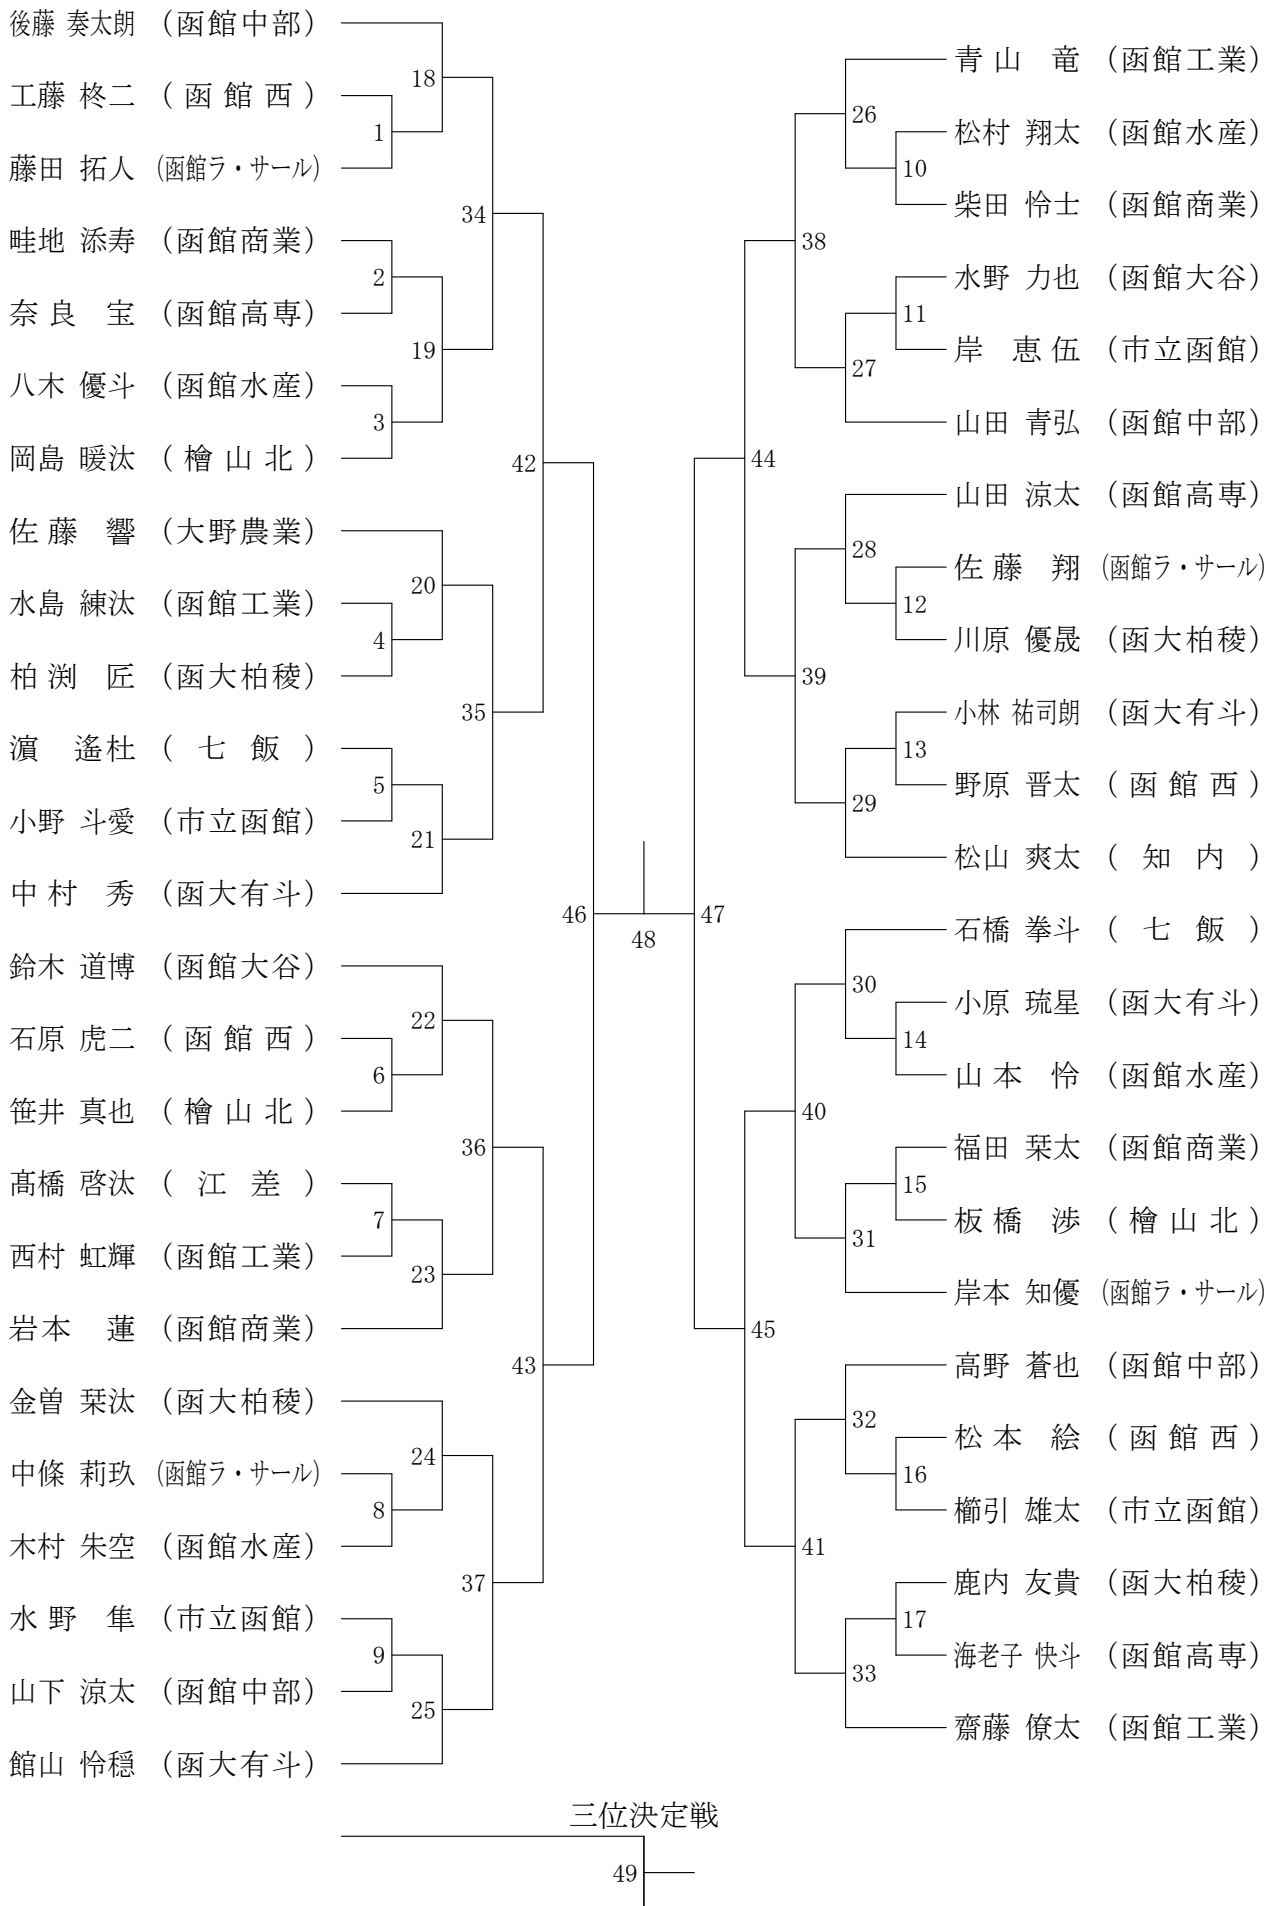 後藤 奏太朗 (函館中部)
工藤 柊二 (函館西)
藤田 拓人 (函館ラ・サール)
畦地 添寿 (函館商業)
奈良 宝 (函館高専)
八木 優斗 (函館水産)
岡島 暖汰 (檜山北)
佐藤 響 (大野農業)
水島 練汰 (函館工業)
柏渕 匠 (函大柏稜)
濵 遙杜 (七飯)
小野 斗愛 (市立函館)
中村 秀 (函大有斗)
鈴木 道博 (函館大谷)
石原 虎二 (函館西)
笹井 真也 (檜山北)
髙橋 啓汰 (江差)
西村 虹輝 (函館工業)
岩本 蓮 (函館商業)
金曽 栞汰 (函大柏稜)
中條 莉玖 (函館ラ・サール)
木村 朱空 (函館水産)
水野 隼 (市立函館)
山下 涼太 (函館中部)
館山 怜穏 (函大有斗)
1
2
3
4
5
6
7
8
9
18
19
20
21
22
23
24
25
34
35
36
37
42
43
46
48
47
44
45
38
39
40
41
26
27
28
29
30
31
32
33
10
11
12
13
14
15
16
17
青山 竜 (函館工業)
松村 翔太 (函館水産)
柴田 怜士 (函館商業)
水野 力也 (函館大谷)
岸 恵伍 (市立函館)
山田 青弘 (函館中部)
山田 涼太 (函館高専)
佐藤 翔 (函館ラ・サール)
川原 優晟 (函大柏稜)
小林 祐司朗 (函大有斗)
野原 晋太 (函館西)
松山 爽太 (知内)
石橋 拳斗 (七飯)
小原 琉星 (函大有斗)
山本 怜 (函館水産)
福田 栞太 (函館商業)
板橋 渉 (檜山北)
岸本 知優 (函館ラ・サール)
高野 蒼也 (函館中部)
松本 絵 (函館西)
櫛引 雄太 (市立函館)
鹿内 友貴 (函大柏稜)
海老子 快斗 (函館高専)
齋藤 僚太 (函館工業)
三位決定戦
49